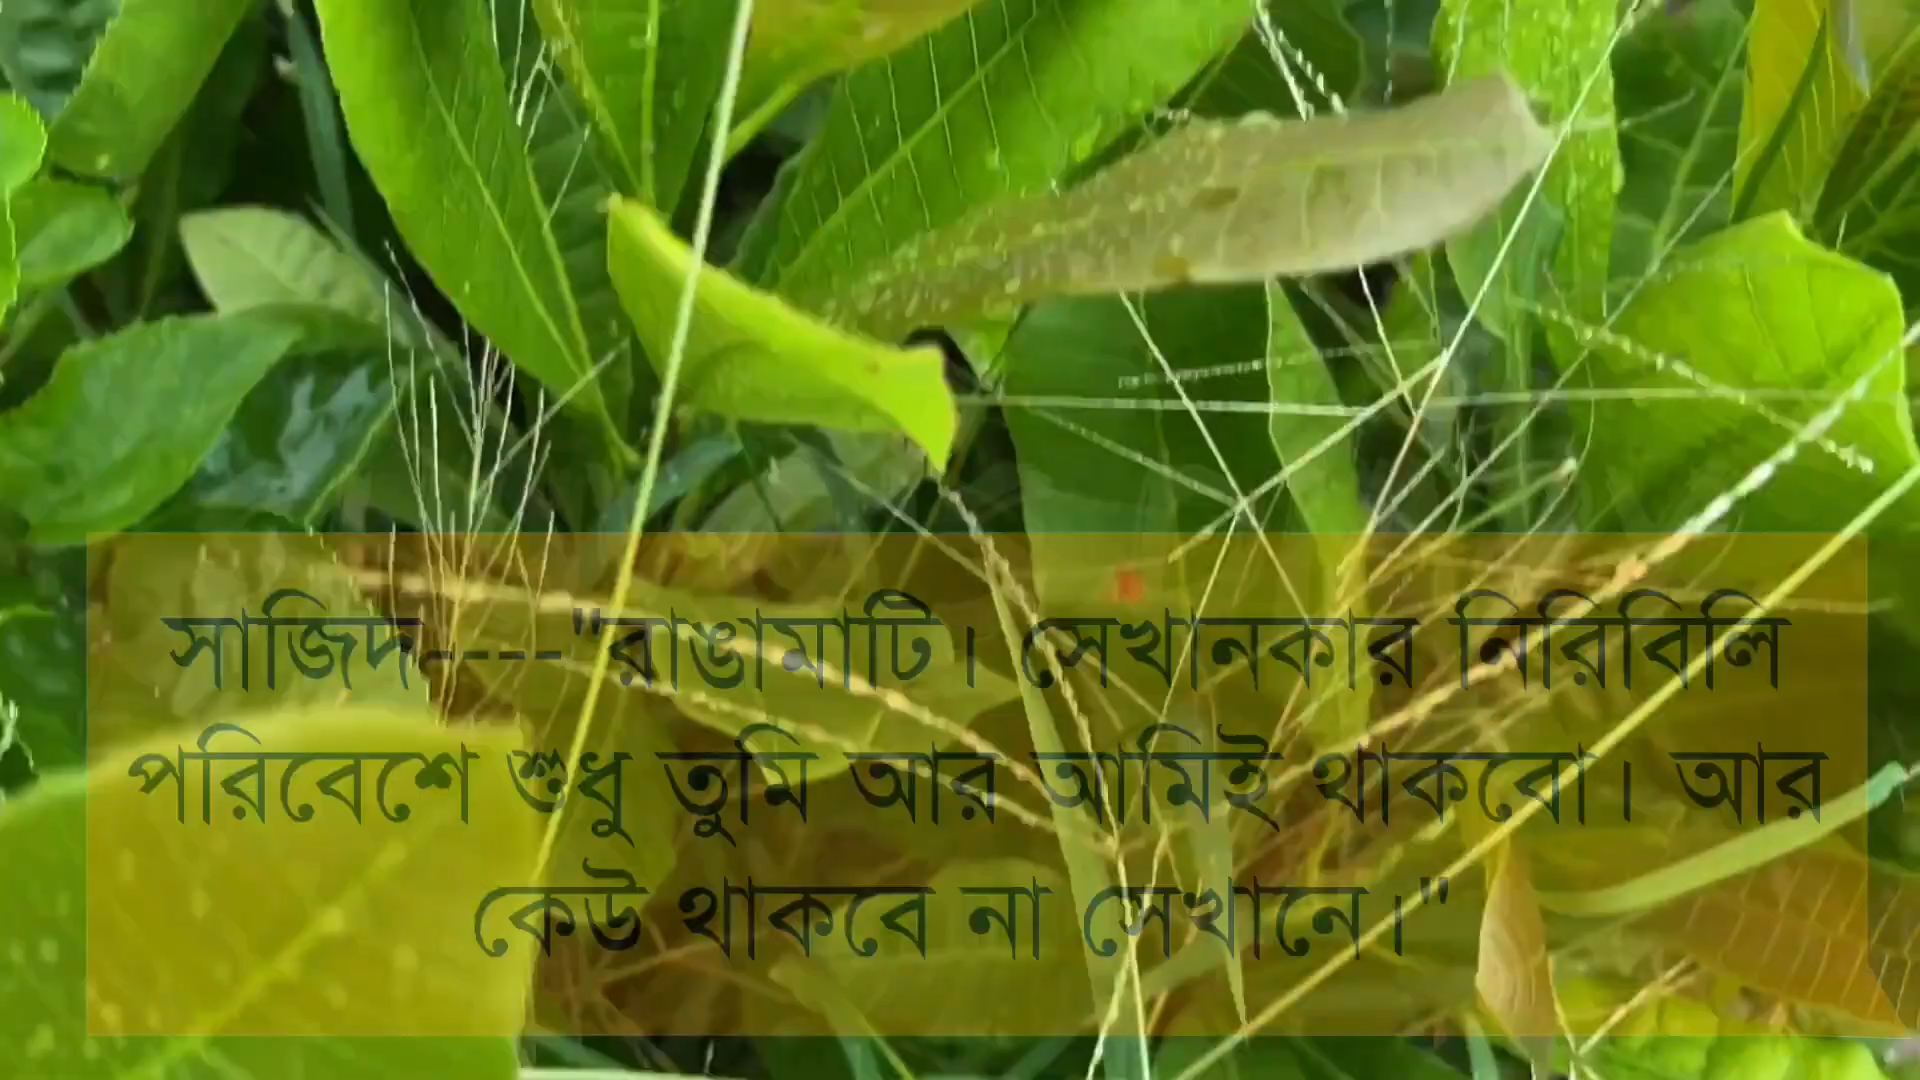 সাজিদ---- "রাঙামাটি। সেখানকার নিরিবিলি
পরিবেশে শুধু তুমি আর আমিই থাকবো। আর
কেউ থাকবে না সেখানে।"